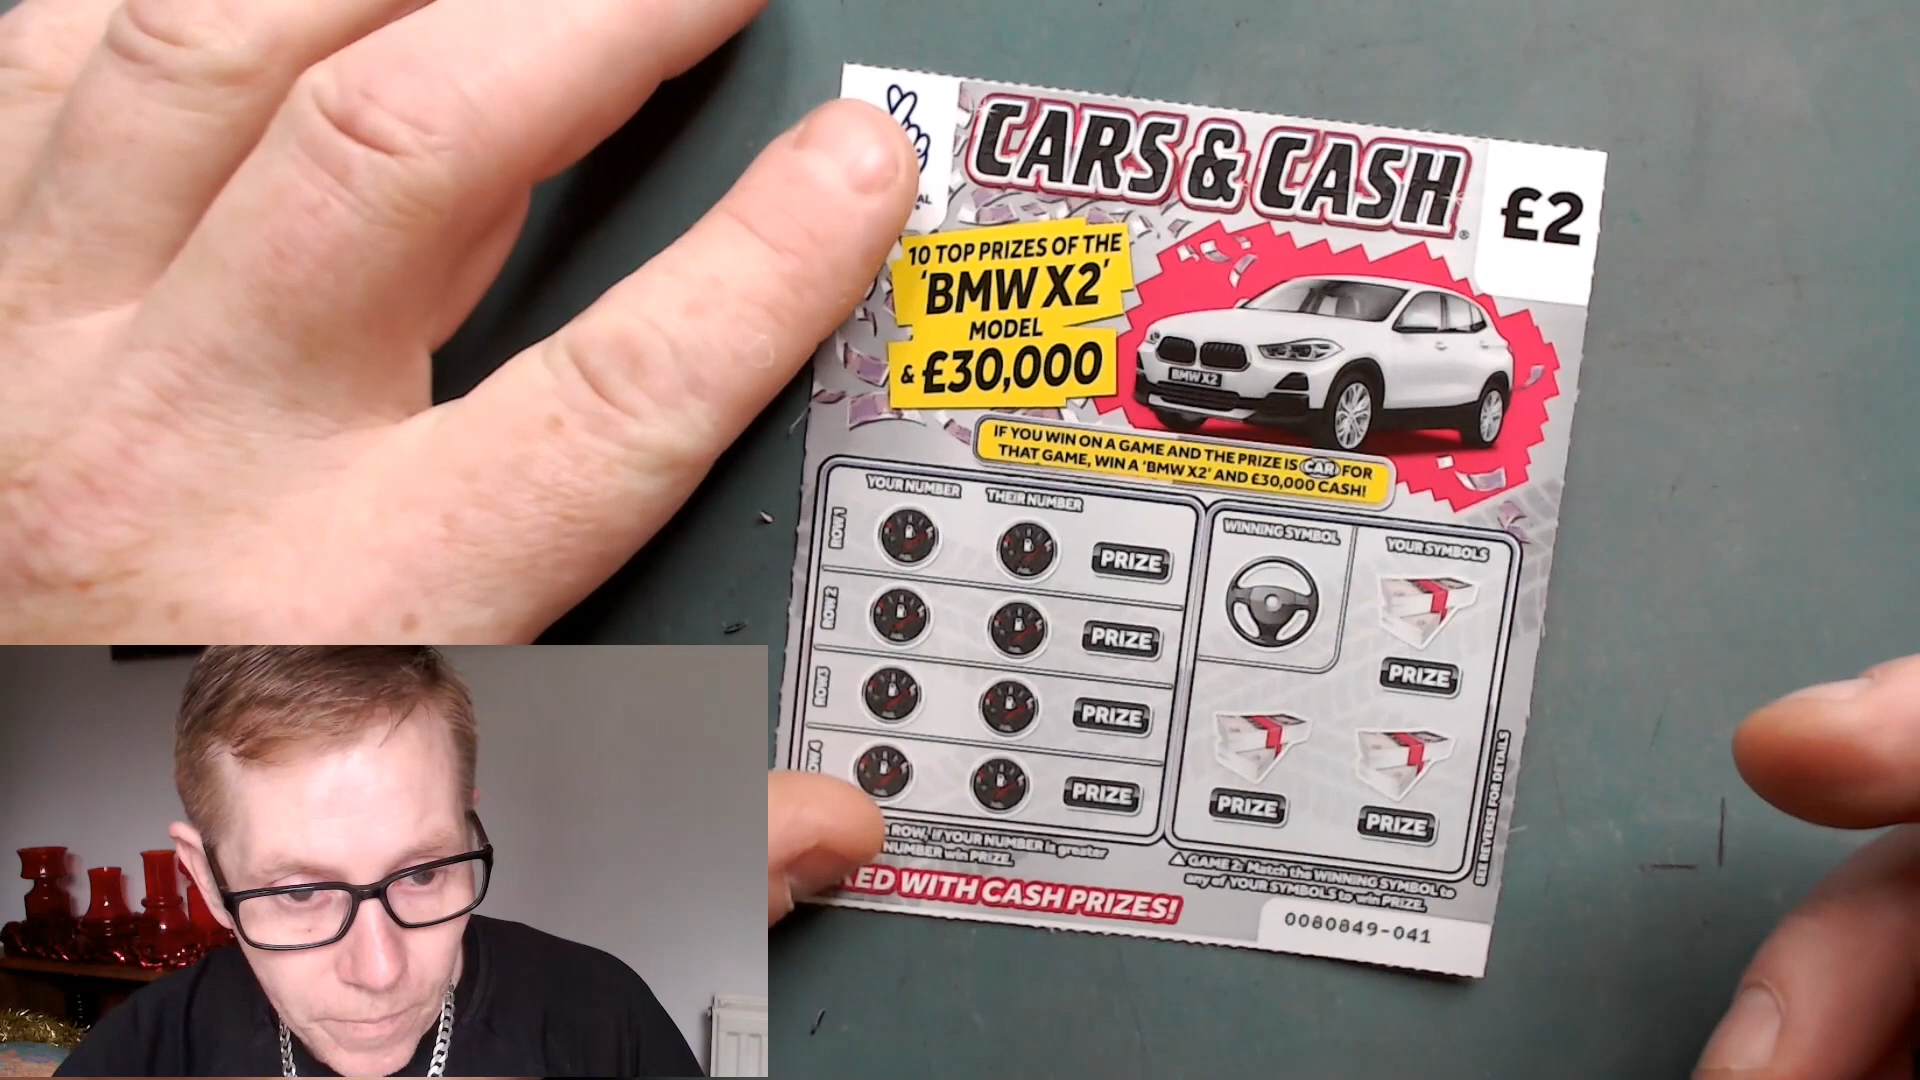 CARS & CASH
£2
10 TOP PRIZES OF THE
'BMW X2'
MODEL
& £30,000
BMW X2
IF YOU WIN ON A GAME AND THE PRIZE IS CAR FOR
THAT GAME, WIN A 'BMW X2' AND £30,000 CASH!
YOUR NUMBER THEIR NUMBER
ROW 1
PRIZE
ROW 2
PRIZE
ROW 3
PRIZE
ROW 4
PRIZE
WINNING SYMBOL
YOUR SYMBOLS
PRIZE
PRIZE
PRIZE
ROW, if YOUR NUMBER is greater
NUMBER win PRIZE.
GAME 2: Match the WINNING SYMBOL to
any of YOUR SYMBOLS to win PRIZE.
WITH CASH PRIZES!
0080849-041
SEE REVERSE FOR DETAILS